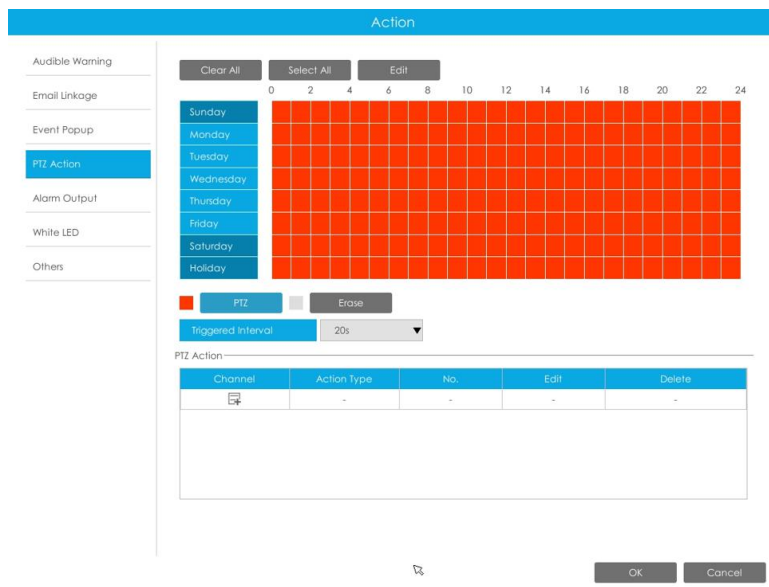 Action
Audible Warning
Email Linkage
Event Popup
PTZ Action
Alarm Output
White LED
Others
Clear All Select All Edit
0 2 4 6 8 10 12 14 16 18 20 22 24
Sunday
Monday
Tuesday
Wednesday
Thursday
Friday
Saturday
Holiday
PTZ Erase
Triggered Interval 20s
PTZ Action
Channel Action Type No. Edit Delete
- - - -
OK Cancel